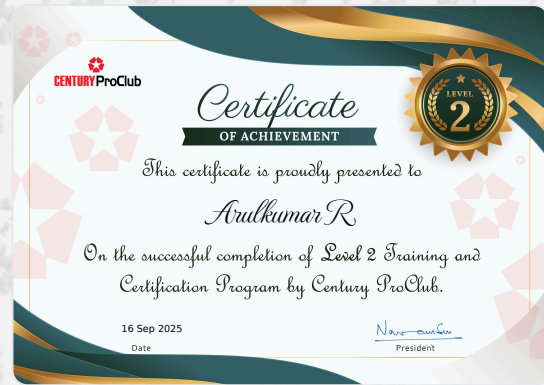 CENTURY ProClub
LEVEL
2
Certificate
OF ACHIEVEMENT
This certificate is proudly presented to
Arulkumar R
On the successful completion of Level 2 Training and
Certification Program by Century ProClub.
16 Sep 2025
Date
President